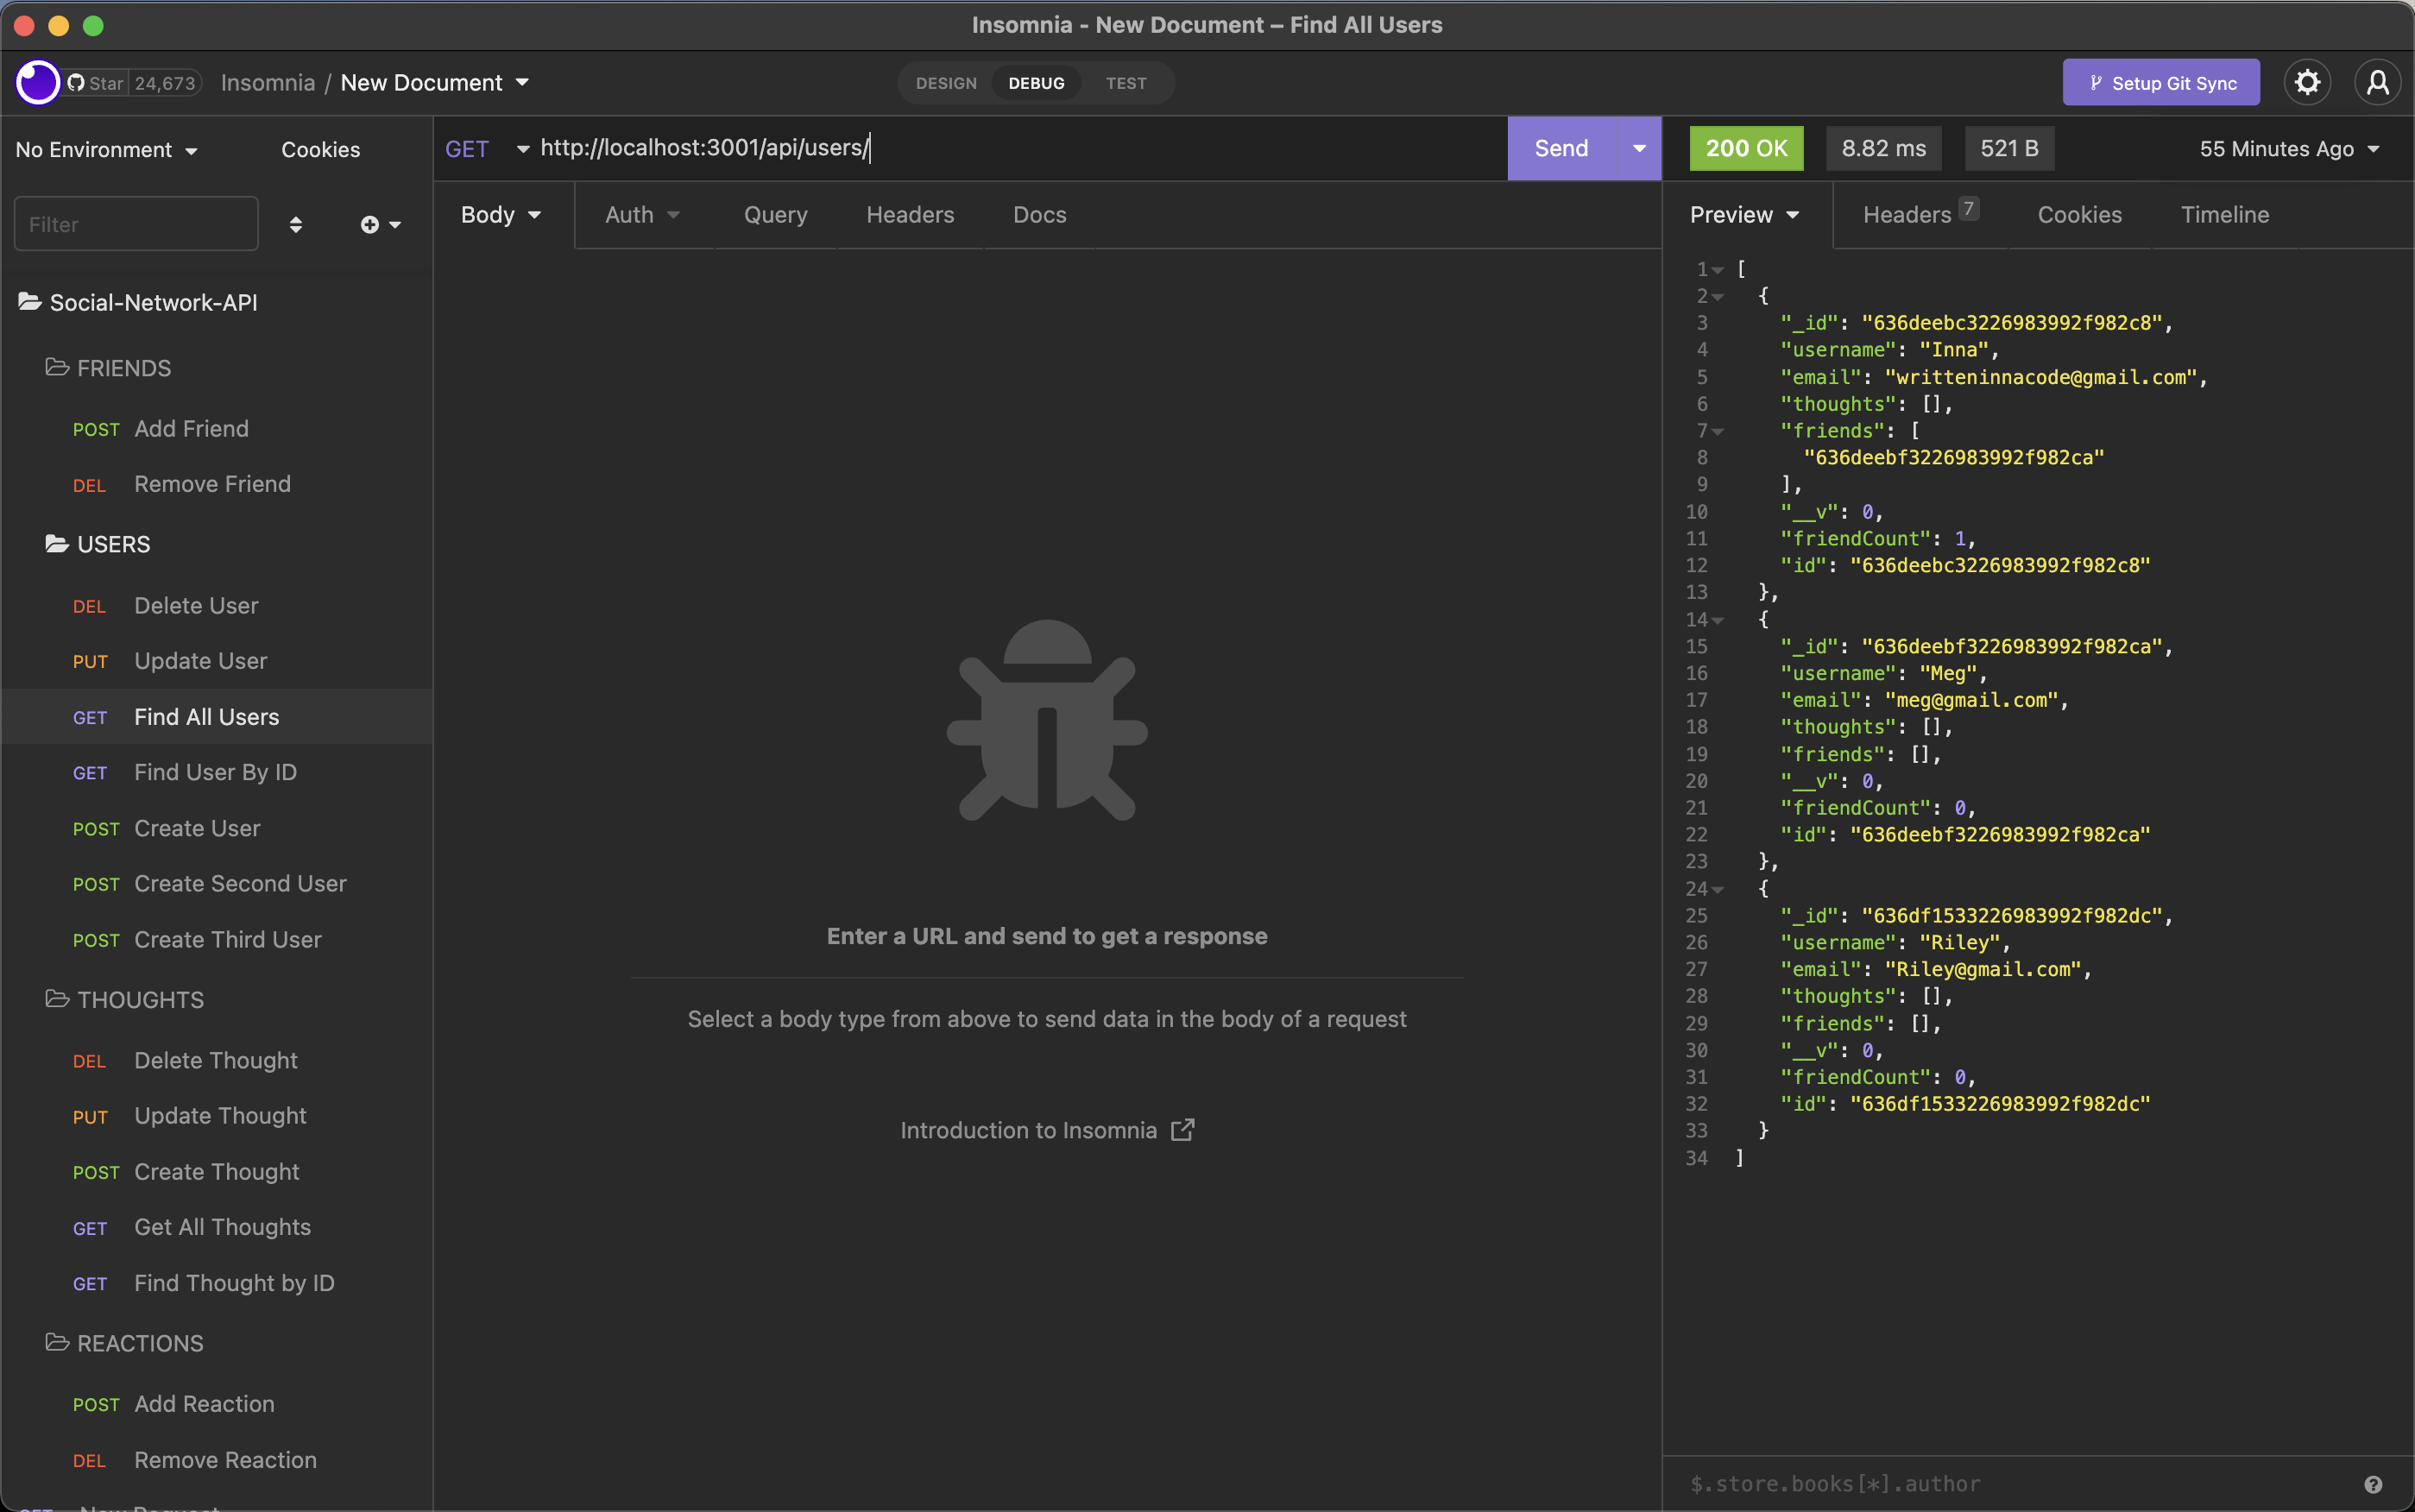 Insomnia - New Document – Find All Users
Star 24,673
Insomnia / New Document
DESIGN DEBUG TEST
Setup Git Sync
No Environment
Cookies
Filter
Social-Network-API
FRIENDS
POST Add Friend
DEL Remove Friend
USERS
DEL Delete User
PUT Update User
GET Find All Users
GET Find User By ID
POST Create User
POST Create Second User
POST Create Third User
THOUGHTS
DEL Delete Thought
PUT Update Thought
POST Create Thought
GET Get All Thoughts
GET Find Thought by ID
REACTIONS
POST Add Reaction
DEL Remove Reaction
GET New Request
GET http://localhost:3001/api/users/
Send
Body Auth Query Headers Docs
Enter a URL and send to get a response
Select a body type from above to send data in the body of a request
Introduction to Insomnia
200 OK 8.82 ms 521 B 55 Minutes Ago
Preview Headers 7 Cookies Timeline
1 [
2 {
3 "_id": "636deebc3226983992f982c8",
4 "username": "Inna",
5 "email": "writteninnacode@gmail.com",
6 "thoughts": [],
7 "friends": [
8 "636deebf3226983992f982ca"
9 ],
10 "__v": 0,
11 "friendCount": 1,
12 "id": "636deebc3226983992f982c8"
13 },
14 {
15 "_id": "636deebf3226983992f982ca",
16 "username": "Meg",
17 "email": "meg@gmail.com",
18 "thoughts": [],
19 "friends": [],
20 "__v": 0,
21 "friendCount": 0,
22 "id": "636deebf3226983992f982ca"
23 },
24 {
25 "_id": "636df1533226983992f982dc",
26 "username": "Riley",
27 "email": "Riley@gmail.com",
28 "thoughts": [],
29 "friends": [],
30 "__v": 0,
31 "friendCount": 0,
32 "id": "636df1533226983992f982dc"
33 }
34 ]
$.store.books[*].author